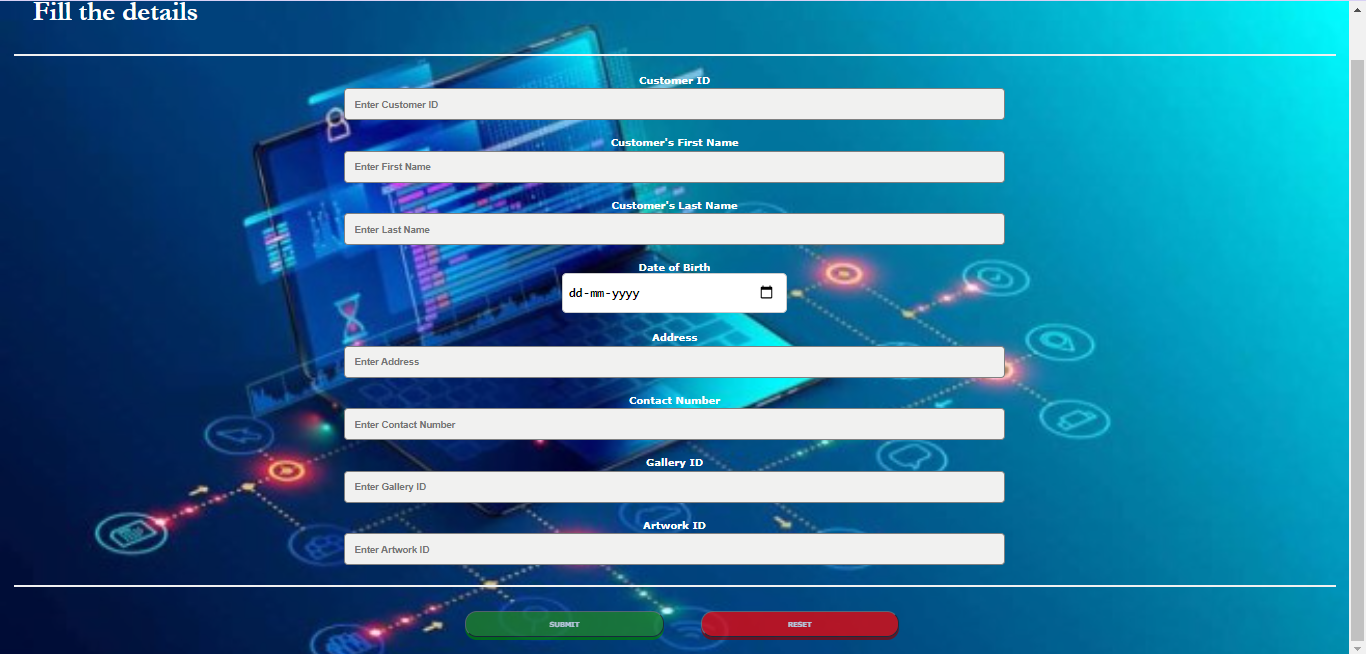 Fill the details
Customer ID
Enter Customer ID
Customer's First Name
Enter First Name
Customer's Last Name
Enter Last Name
Date of Birth
dd-mm-yyyy
Address
Enter Address
Contact Number
Enter Contact Number
Gallery ID
Enter Gallery ID
Artwork ID
Enter Artwork ID
SUBMIT
RESET